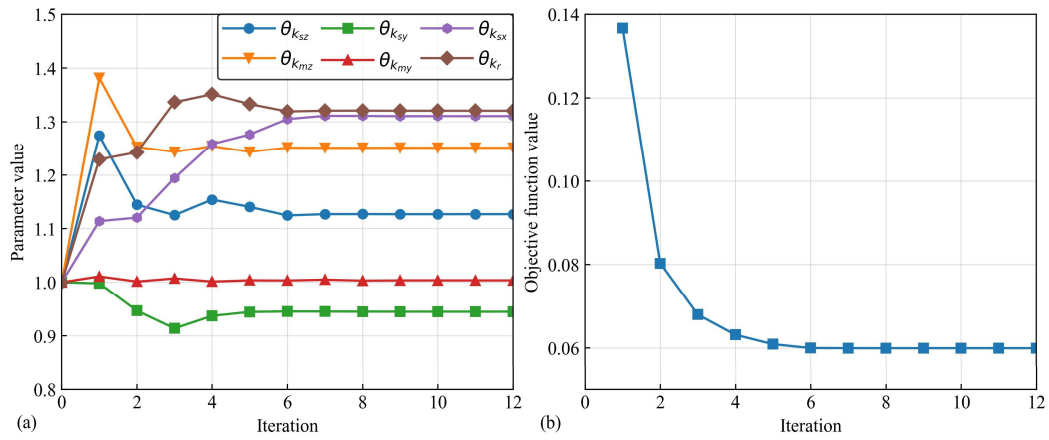 1.5
1.4
1.3
1.2
1.1
1.0
0.9
0.8
Parameter value
θ_{k_{sz}} θ_{k_{sy}} θ_{k_{sx}}
θ_{k_{mz}} θ_{k_{my}} θ_{k_r}
0 2 4 6 8 10 12
(a) Iteration
0.14
0.12
0.10
0.08
0.06
Objective function value
0 2 4 6 8 10 12
(b) Iteration